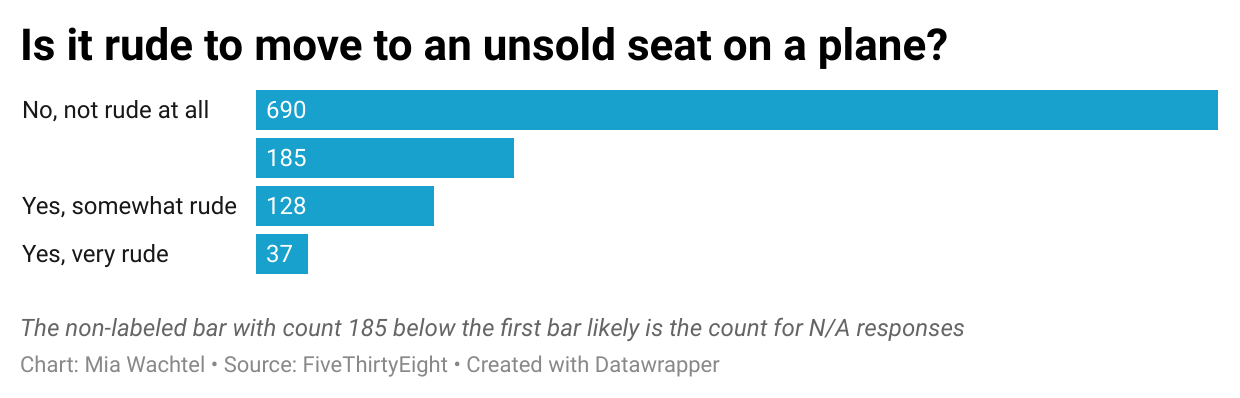 Is it rude to move to an unsold seat on a plane?
No, not rude at all 690
185
Yes, somewhat rude 128
Yes, very rude 37
The non-labeled bar with count 185 below the first bar likely is the count for N/A responses
Chart: Mia Wachtel • Source: FiveThirtyEight • Created with Datawrapper